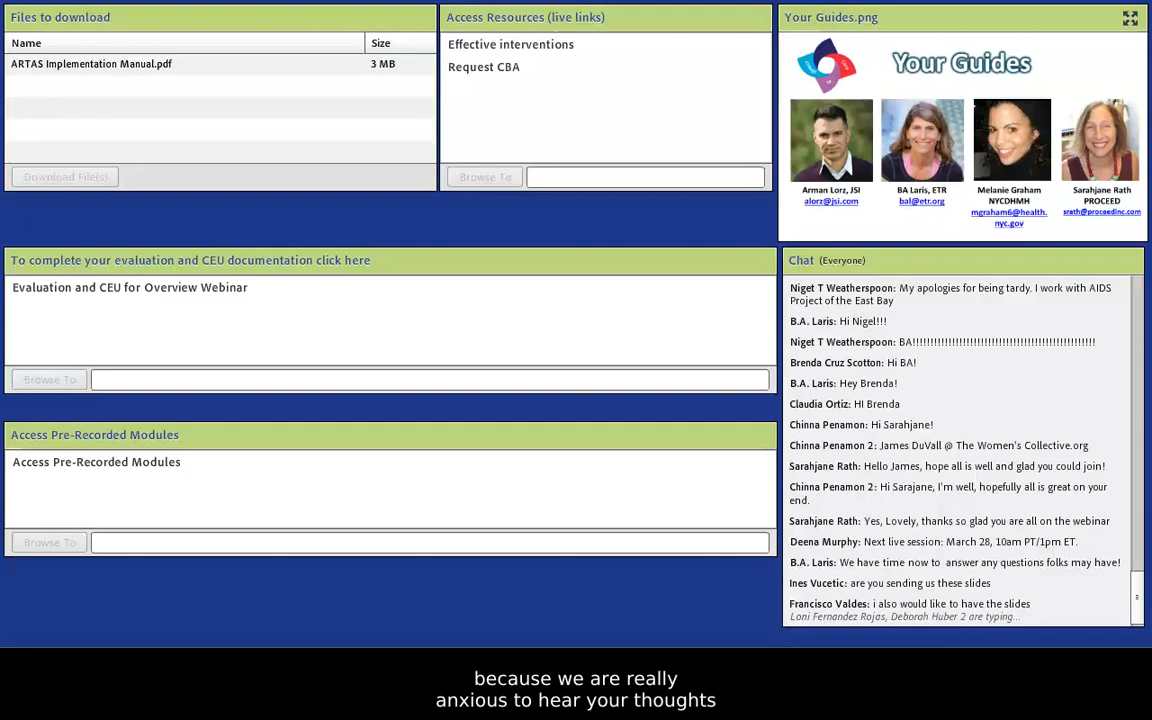 Files to download
Name
Size
ARTAS Implementation Manual.pdf
3 MB
Download File(s)
Access Resources (live links)
Effective interventions
Request CBA
Browse To
Your Guides.png
Your Guides
Arman Lorz, JSI
alorz@jsi.com
BA Laris, ETR
bal@etr.org
Melanie Graham
NYCDHMH
mgraham6@health.
nyc.gov
Sarahjane Rath
PROCEED
srath@proceedinc.com
To complete your evaluation and CEU documentation click here
Evaluation and CEU for Overview Webinar
Browse To
Access Pre-Recorded Modules
Access Pre-Recorded Modules
Browse To
Chat (Everyone)
Niget T Weatherspoon: My apologies for being tardy. I work with AIDS
Project of the East Bay
B.A. Laris: Hi Nigel!!!
Niget T Weatherspoon: BA!!!!!!!!!!!!!!!!!!!!!!!!!!!!!!!!!!!!!!!!!!!!!!!!!!!!
Brenda Cruz Scotton: Hi BA!
B.A. Laris: Hey Brenda!
Claudia Ortiz: HI Brenda
Chinna Penamon: Hi Sarahjane!
Chinna Penamon 2: James DuVall @ The Women's Collective.org
Sarahjane Rath: Hello James, hope all is well and glad you could join!
Chinna Penamon 2: Hi Sarajane, I'm well, hopefully all is great on your
end.
Sarahjane Rath: Yes, Lovely, thanks so glad you are all on the webinar
Deena Murphy: Next live session: March 28, 10am PT/1pm ET.
B.A. Laris: We have time now to answer any questions folks may have!
Ines Vucetic: are you sending us these slides
Francisco Valdes: i also would like to have the slides
Loni Fernandez Rojas, Deborah Huber 2 are typing...
because we are really
anxious to hear your thoughts